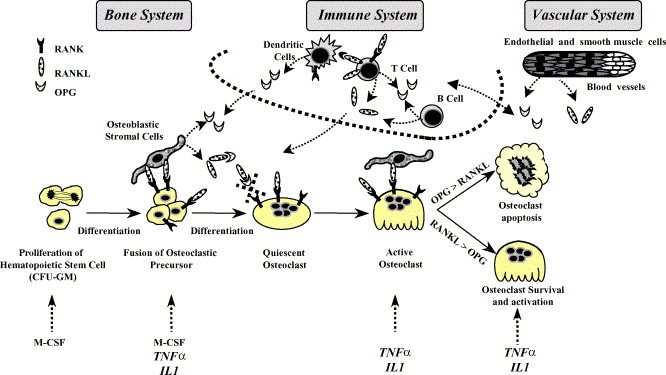 Bone System
Immune System
Vascular System
RANK
RANKL
OPG
Dendritic
Cells
T Cell
B Cell
Endothelial and smooth muscle cells
Blood vessels
Osteoblastic
Stromal Cells
OPG > RANKL
RANKL > OPG
Osteoclast
apoptosis
Differentiation
Differentiation
Proliferation of
Hematopoietic Stem Cell
(CFU-GM)
Fusion of Osteoclastic
Precursor
Quiescent
Osteoclast
Active
Osteoclast
Osteoclast Survival
and activation
M-CSF
M-CSF
TNFα
IL1
TNFα
IL1
TNFα
IL1